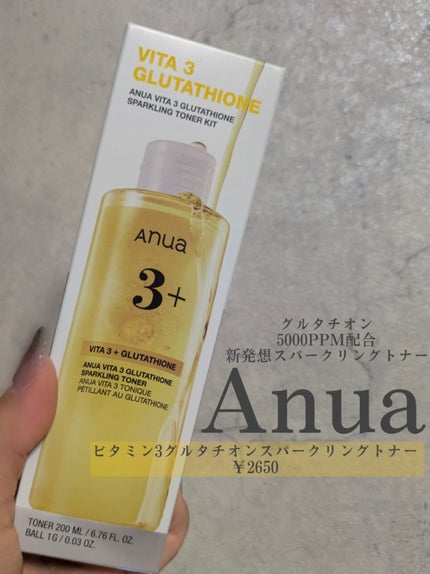 VITA 3
GLUTATHIONE
ANUA VITA 3 GLUTATHIONE
SPARKLING TONER KIT
Anua
3+
VITA 3 + GLUTATHIONE
ANUA VITA 3 GLUTATHIONE
SPARKLING TONER
ANUA VITA 3 TONIQUE
PÉTILLANT AU GLUTATHIONE
TONER 200 ML / 6.76 FL. OZ.
BALL 1G / 0.03 OZ.
グルタチオン
5000PPM配合
新発想スパークリングトナー
Anua
ビタミン3グルタチオンスパークリングトナー
￥2650